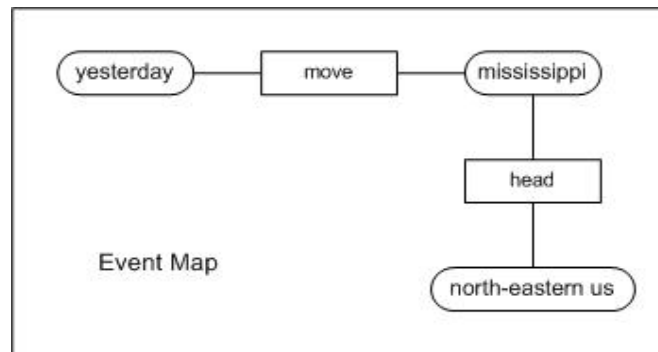 yesterday
move
mississippi
head
Event Map
north-eastern us